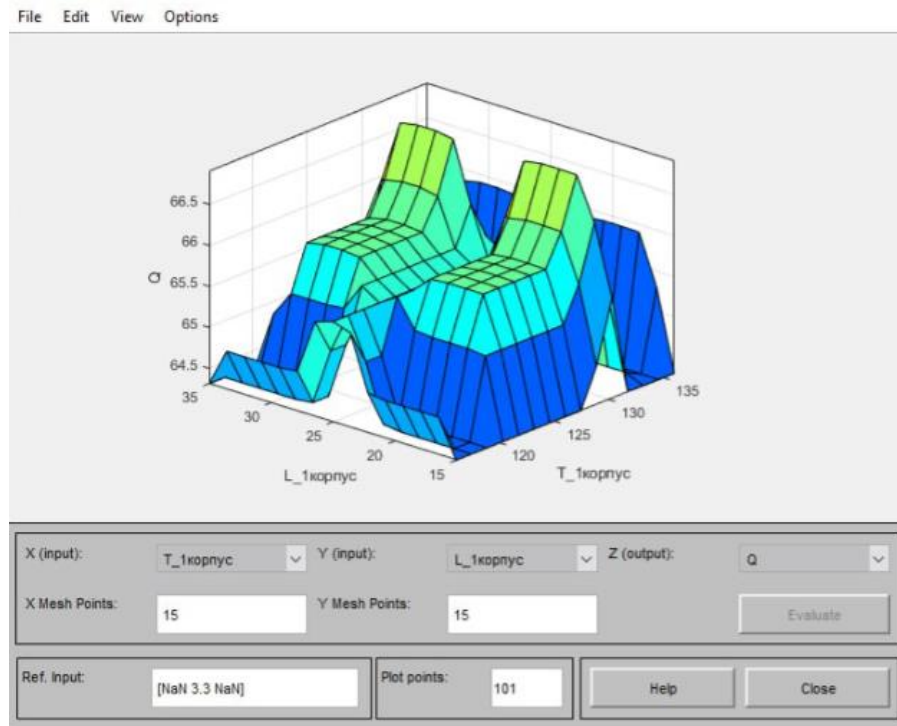 File Edit View Options
66.5
66
65.5
65
64.5
Q
35
30
25
20
15
L_1корпус
120
125
130
135
T_1корпус
X (input): T_1корпус Y (input): L_1корпус Z (output): Q
X Mesh Points: 15 Y Mesh Points: 15 Evaluate
Ref. Input: [NaN 3.3 NaN] Plot points: 101 Help Close